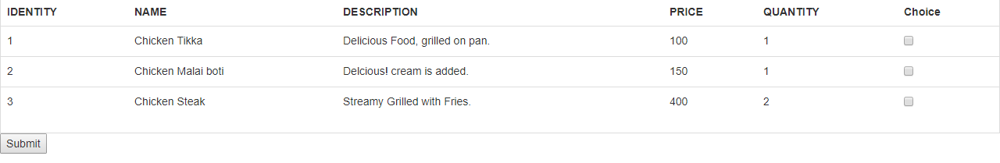 IDENTITY NAME DESCRIPTION PRICE QUANTITY Choice
1 Chicken Tikka Delicious Food, grilled on pan. 100 1
2 Chicken Malai boti Delcious! cream is added. 150 1
3 Chicken Steak Streamy Grilled with Fries. 400 2
Submit